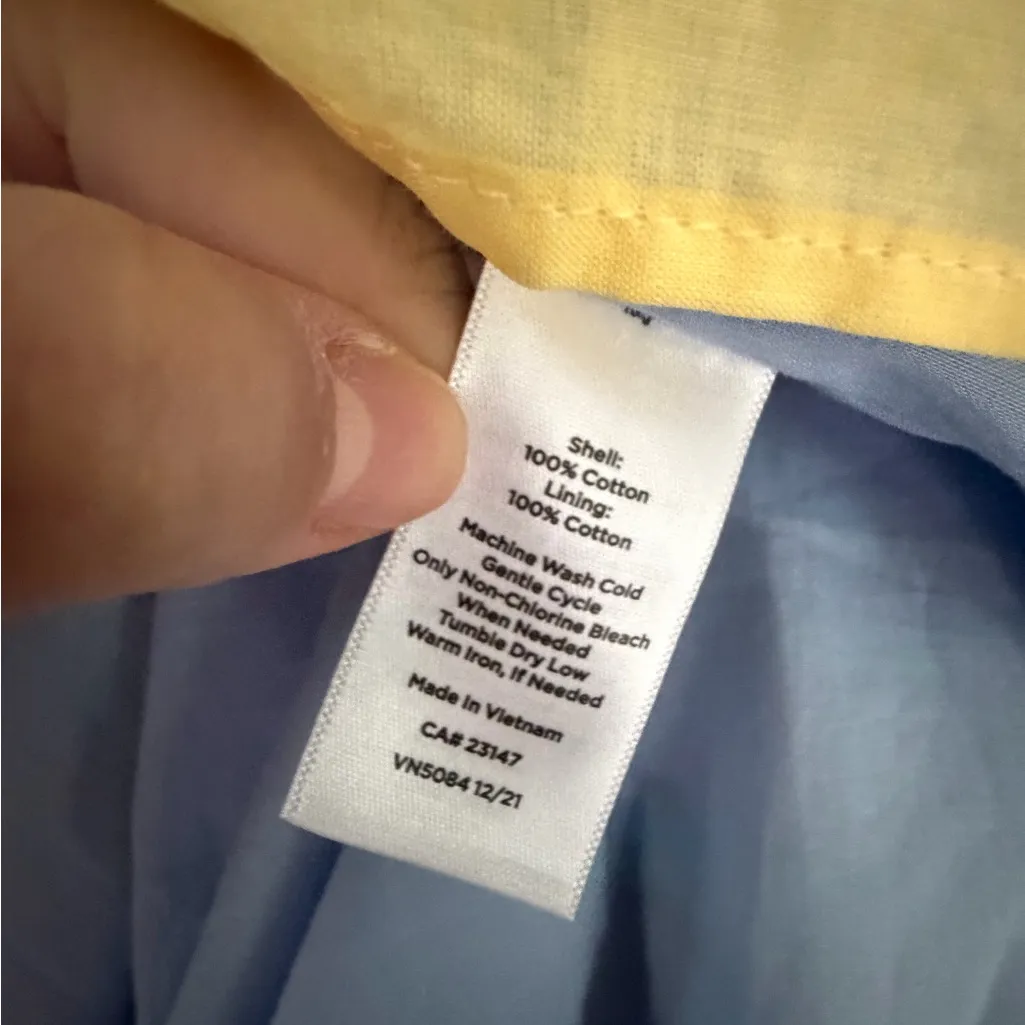 Shell:
100% Cotton
Lining:
100% Cotton
Machine Wash Cold
Gentle Cycle
Only Non-Chlorine Bleach
When Needed
Tumble Dry Low
Warm Iron, If Needed
Made In Vietnam
CA# 23147
VN5084 12/21